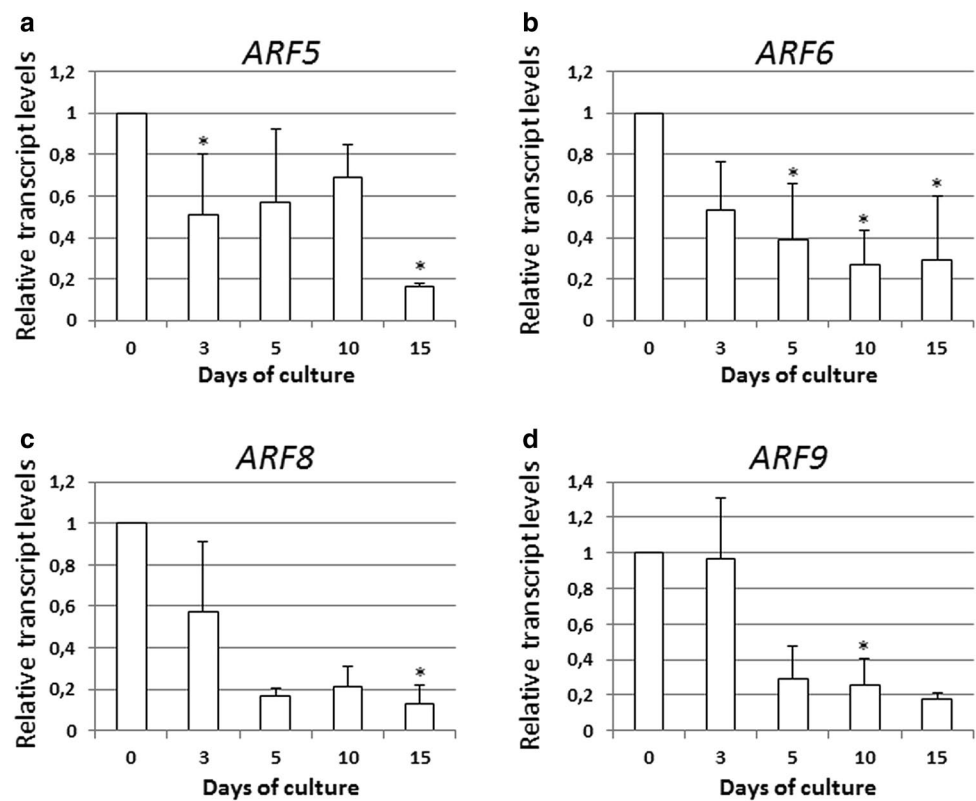 a
ARF5
Relative transcript levels
1,2
1
0,8
0,6
0,4
0,2
0
*
*
0 3 5 10 15
Days of culture
b
ARF6
Relative transcript levels
1,2
1
0,8
0,6
0,4
0,2
0
*
*
*
0 3 5 10 15
Days of culture
c
ARF8
Relative transcript levels
1,2
1
0,8
0,6
0,4
0,2
0
*
0 3 5 10 15
Days of culture
d
ARF9
Relative transcript levels
1,4
1,2
1
0,8
0,6
0,4
0,2
0
*
0 3 5 10 15
Days of culture